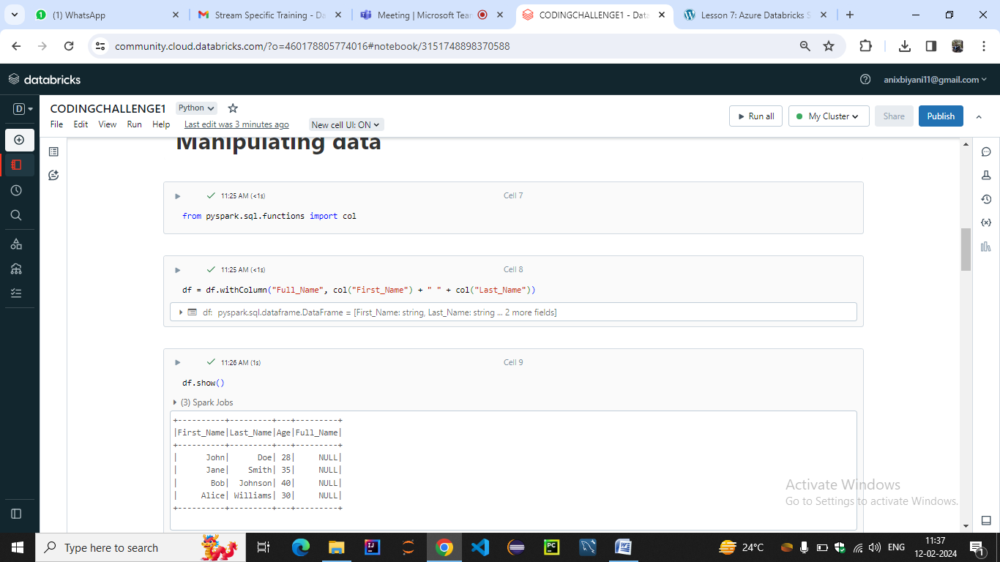 (1) WhatsApp
Stream Specific Training - Da
Meeting | Microsoft Tear
CODINGCHALLENGE1 - Data
Lesson 7: Azure Databricks S
community.cloud.databricks.com/?o=460178805774016#notebook/3151748898370588
databricks
anixbiyani11@gmail.com
D
CODINGCHALLENGE1
Python
File Edit View Run Help Last edit was 3 minutes ago New cell UI: ON
Run all
My Cluster
Share
Publish
Manipulating data
11:25 AM (<1s)
Cell 7
from pyspark.sql.functions import col
11:25 AM (<1s)
Cell 8
df = df.withColumn("Full_Name", col("First_Name") + " " + col("Last_Name"))
df: pyspark.sql.dataframe.DataFrame = [First_Name: string, Last_Name: string ... 2 more fields]
11:26 AM (1s)
Cell 9
df.show()
(3) Spark Jobs
+----------+---------+---+---------+
|First_Name|Last_Name|Age|Full_Name|
+----------+---------+---+---------+
|      John|      Doe| 28|     NULL|
|      Jane|    Smith| 35|     NULL|
|       Bob|  Johnson| 40|     NULL|
|     Alice| Williams| 30|     NULL|
+----------+---------+---+---------+
Activate Windows
Go to Settings to activate Windows.
Type here to search
24°C
ENG
11:37
12-02-2024
1